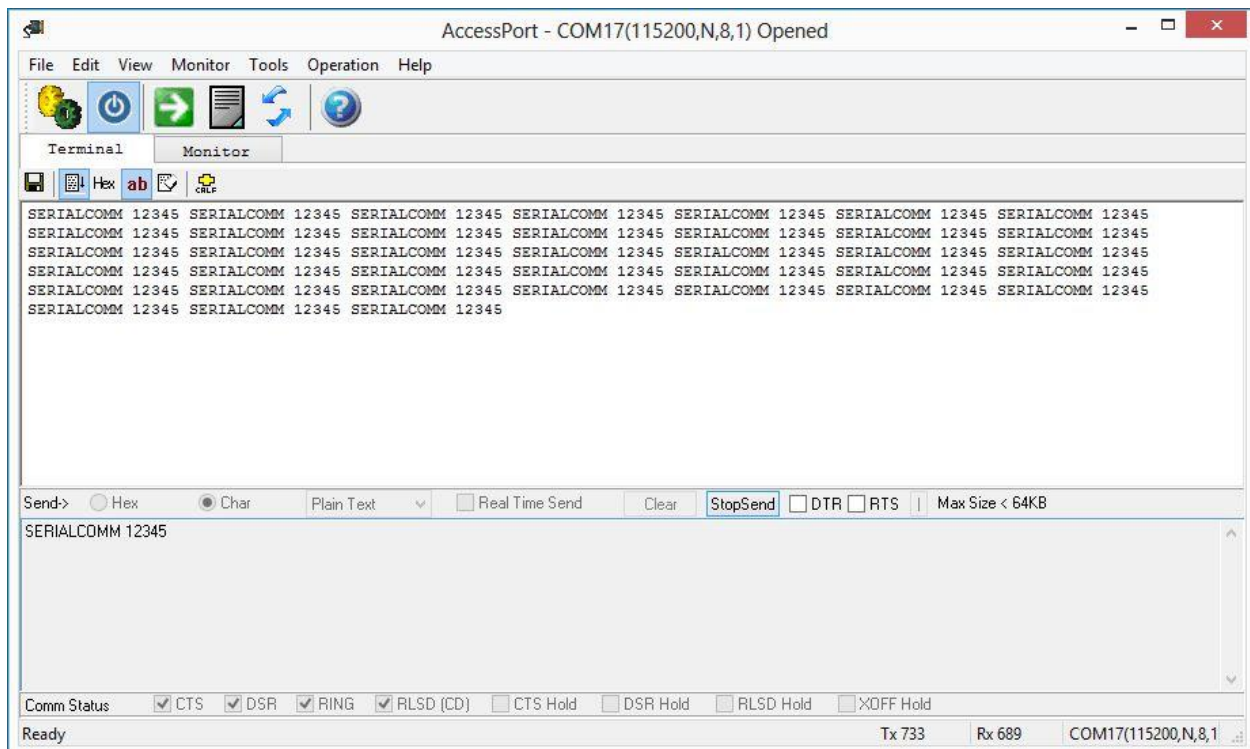 AccessPort - COM17(115200,N,8,1) Opened
File Edit View Monitor Tools Operation Help
Terminal Monitor
Hex ab CRLF
SERIALCOMM 12345 SERIALCOMM 12345 SERIALCOMM 12345 SERIALCOMM 12345 SERIALCOMM 12345 SERIALCOMM 12345 SERIALCOMM 12345
SERIALCOMM 12345 SERIALCOMM 12345 SERIALCOMM 12345 SERIALCOMM 12345 SERIALCOMM 12345 SERIALCOMM 12345 SERIALCOMM 12345
SERIALCOMM 12345 SERIALCOMM 12345 SERIALCOMM 12345 SERIALCOMM 12345 SERIALCOMM 12345 SERIALCOMM 12345 SERIALCOMM 12345
SERIALCOMM 12345 SERIALCOMM 12345 SERIALCOMM 12345 SERIALCOMM 12345 SERIALCOMM 12345 SERIALCOMM 12345 SERIALCOMM 12345
SERIALCOMM 12345 SERIALCOMM 12345 SERIALCOMM 12345 SERIALCOMM 12345 SERIALCOMM 12345 SERIALCOMM 12345 SERIALCOMM 12345
SERIALCOMM 12345 SERIALCOMM 12345 SERIALCOMM 12345
Send-> Hex Char Plain Text Real Time Send Clear StopSend DTR RTS | Max Size < 64KB
SERIALCOMM 12345
Comm Status CTS DSR RING RLSD (CD) CTS Hold DSR Hold RLSD Hold XOFF Hold
Ready Tx 733 Rx 689 COM17(115200,N,8,1